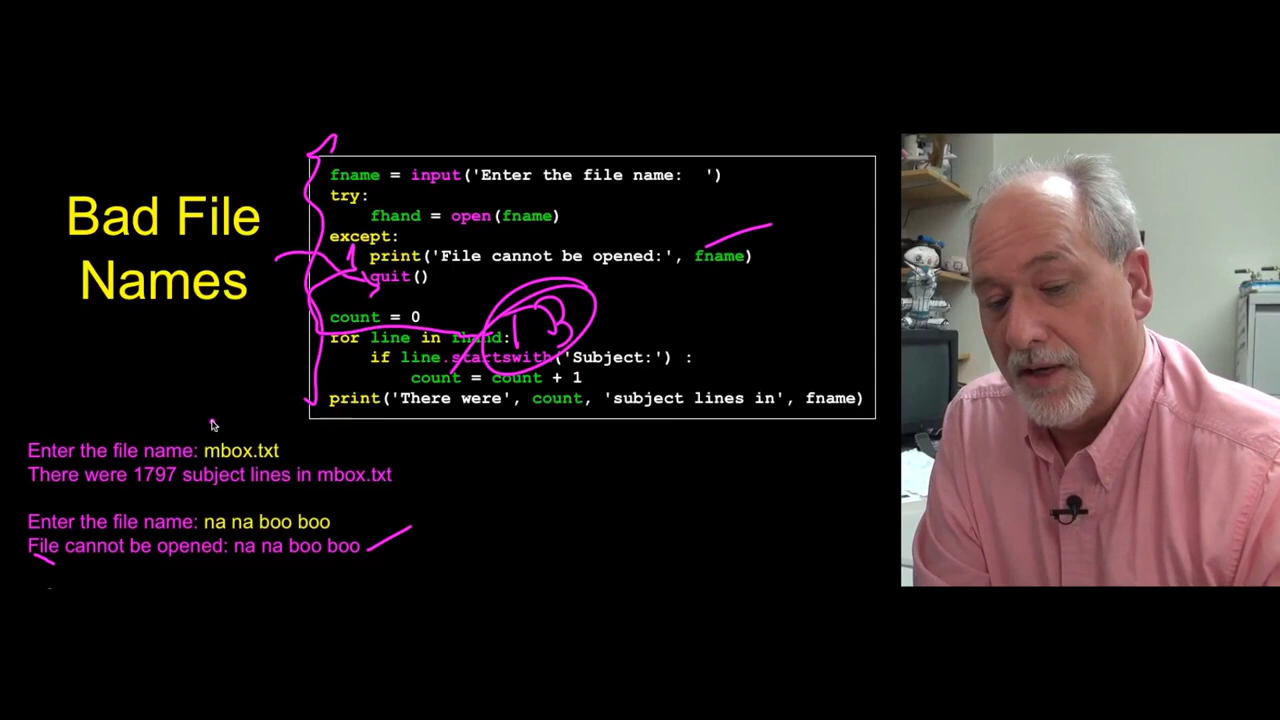 Bad File
Names
fname = input('Enter the file name:  ')
try:
    fhand = open(fname)
except:
    print('File cannot be opened:', fname)
    quit()
count = 0
for line in fhand:
    if line.startswith('Subject:') :
        count = count + 1
print('There were', count, 'subject lines in', fname)
Enter the file name: mbox.txt
There were 1797 subject lines in mbox.txt
Enter the file name: na na boo boo
File cannot be opened: na na boo boo